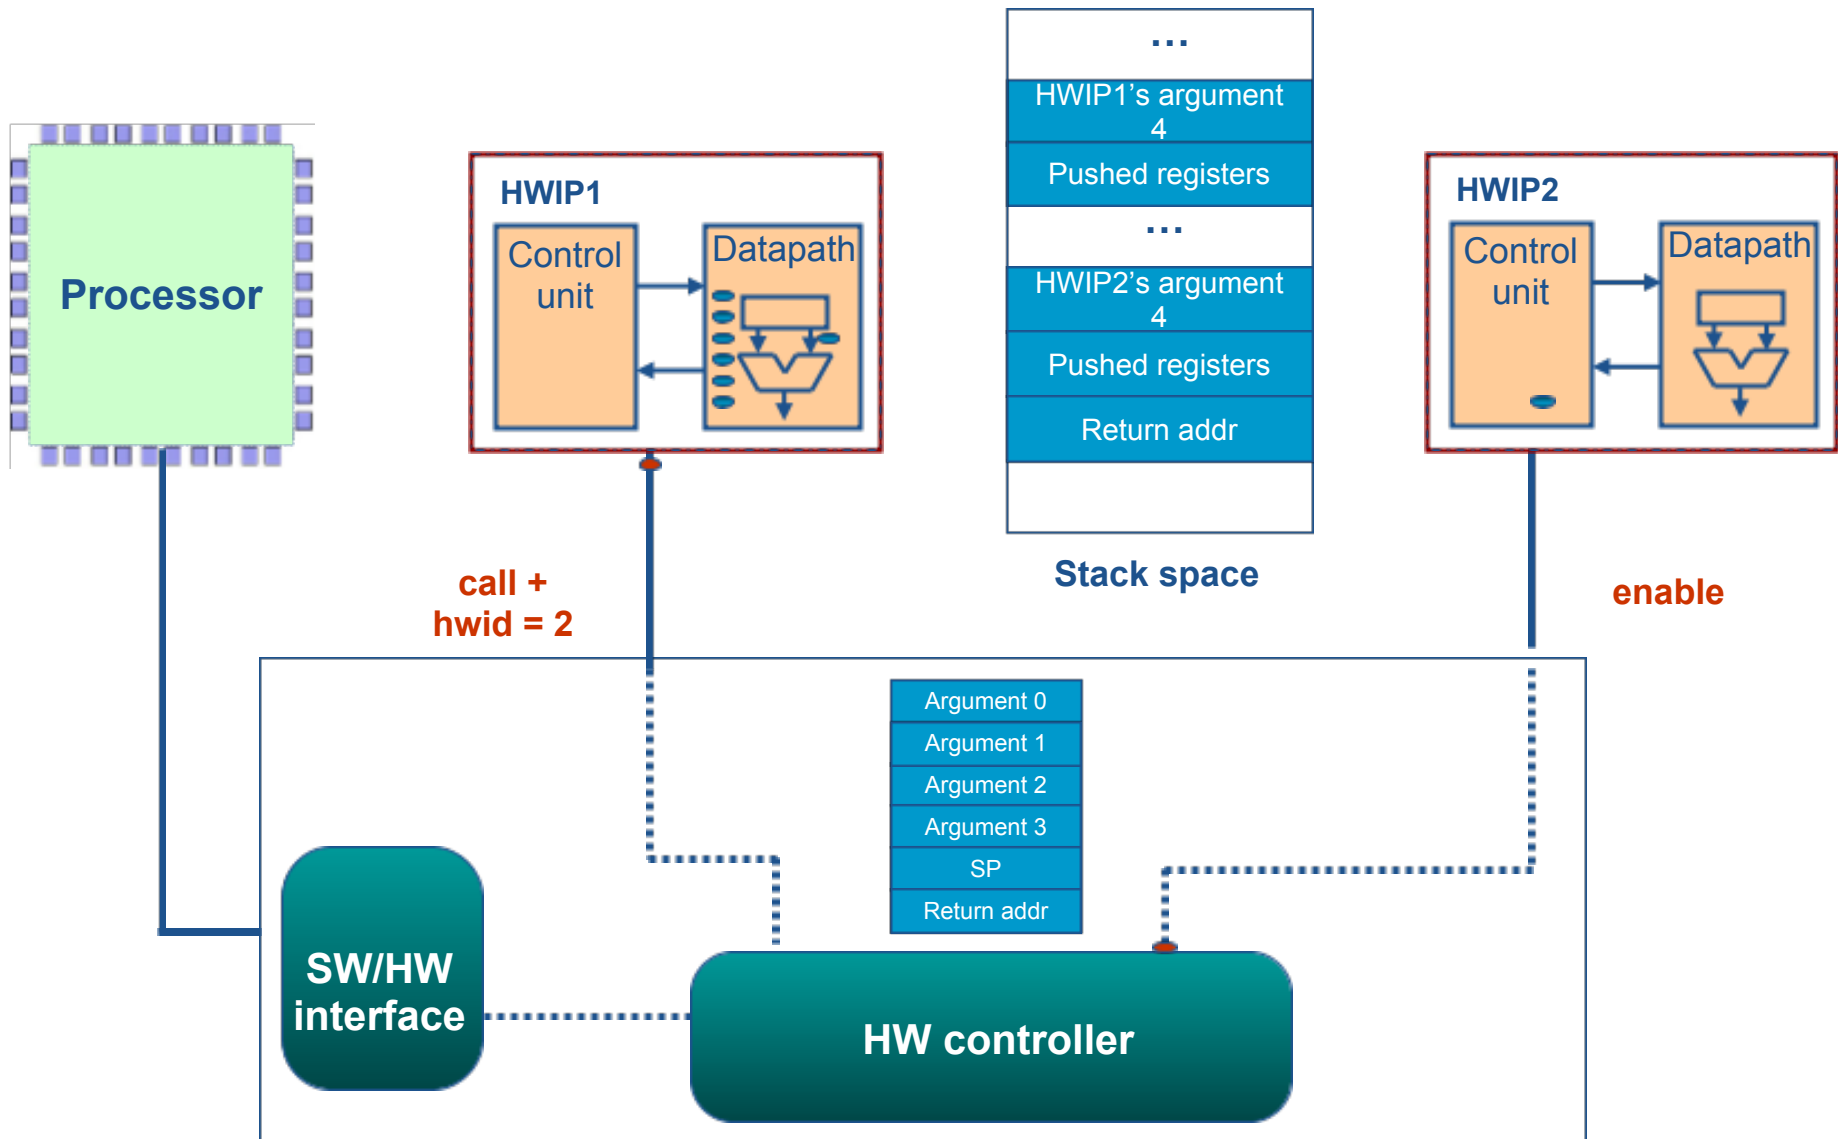 Processor
HWIP1
Control
unit
Datapath
...
HWIP1’s argument
4
Pushed registers
...
HWIP2’s argument
4
Pushed registers
Return addr
Stack space
HWIP2
Control
unit
Datapath
call +
hwid = 2
enable
Argument 0
Argument 1
Argument 2
Argument 3
SP
Return addr
SW/HW
interface
HW controller